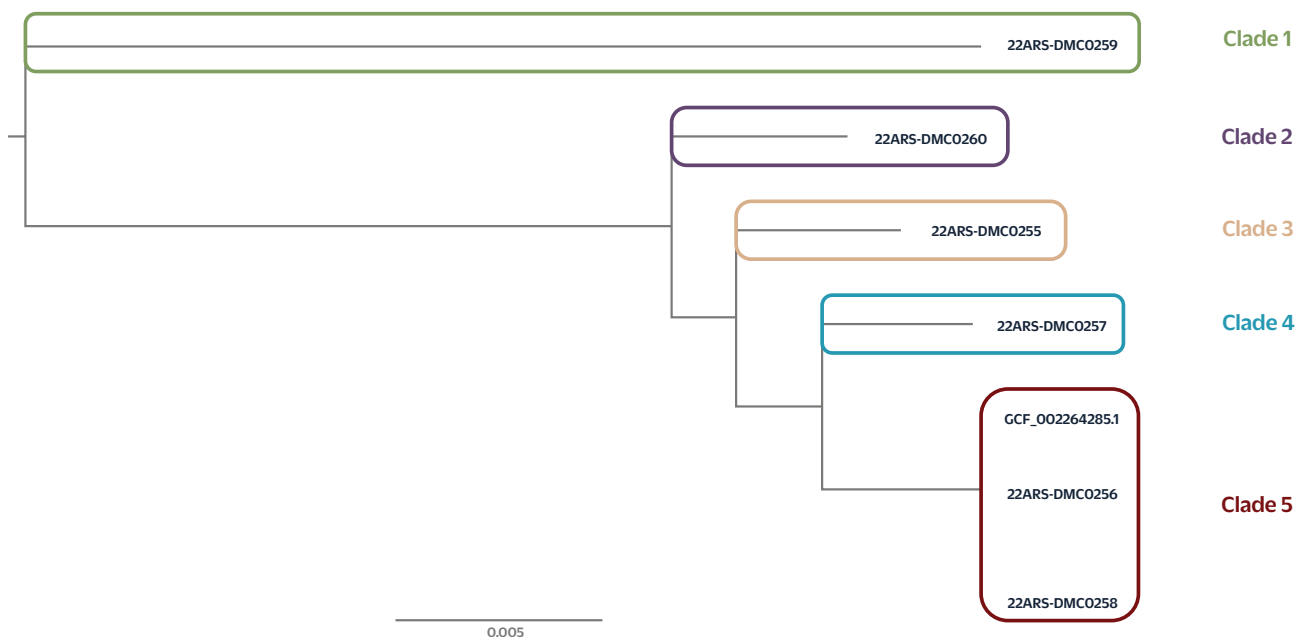 22ARS-DMC0259
Clade 1
22ARS-DMC0260
Clade 2
22ARS-DMC0255
Clade 3
22ARS-DMC0257
Clade 4
GCF_002264285.1
22ARS-DMC0256
Clade 5
22ARS-DMC0258
0.005